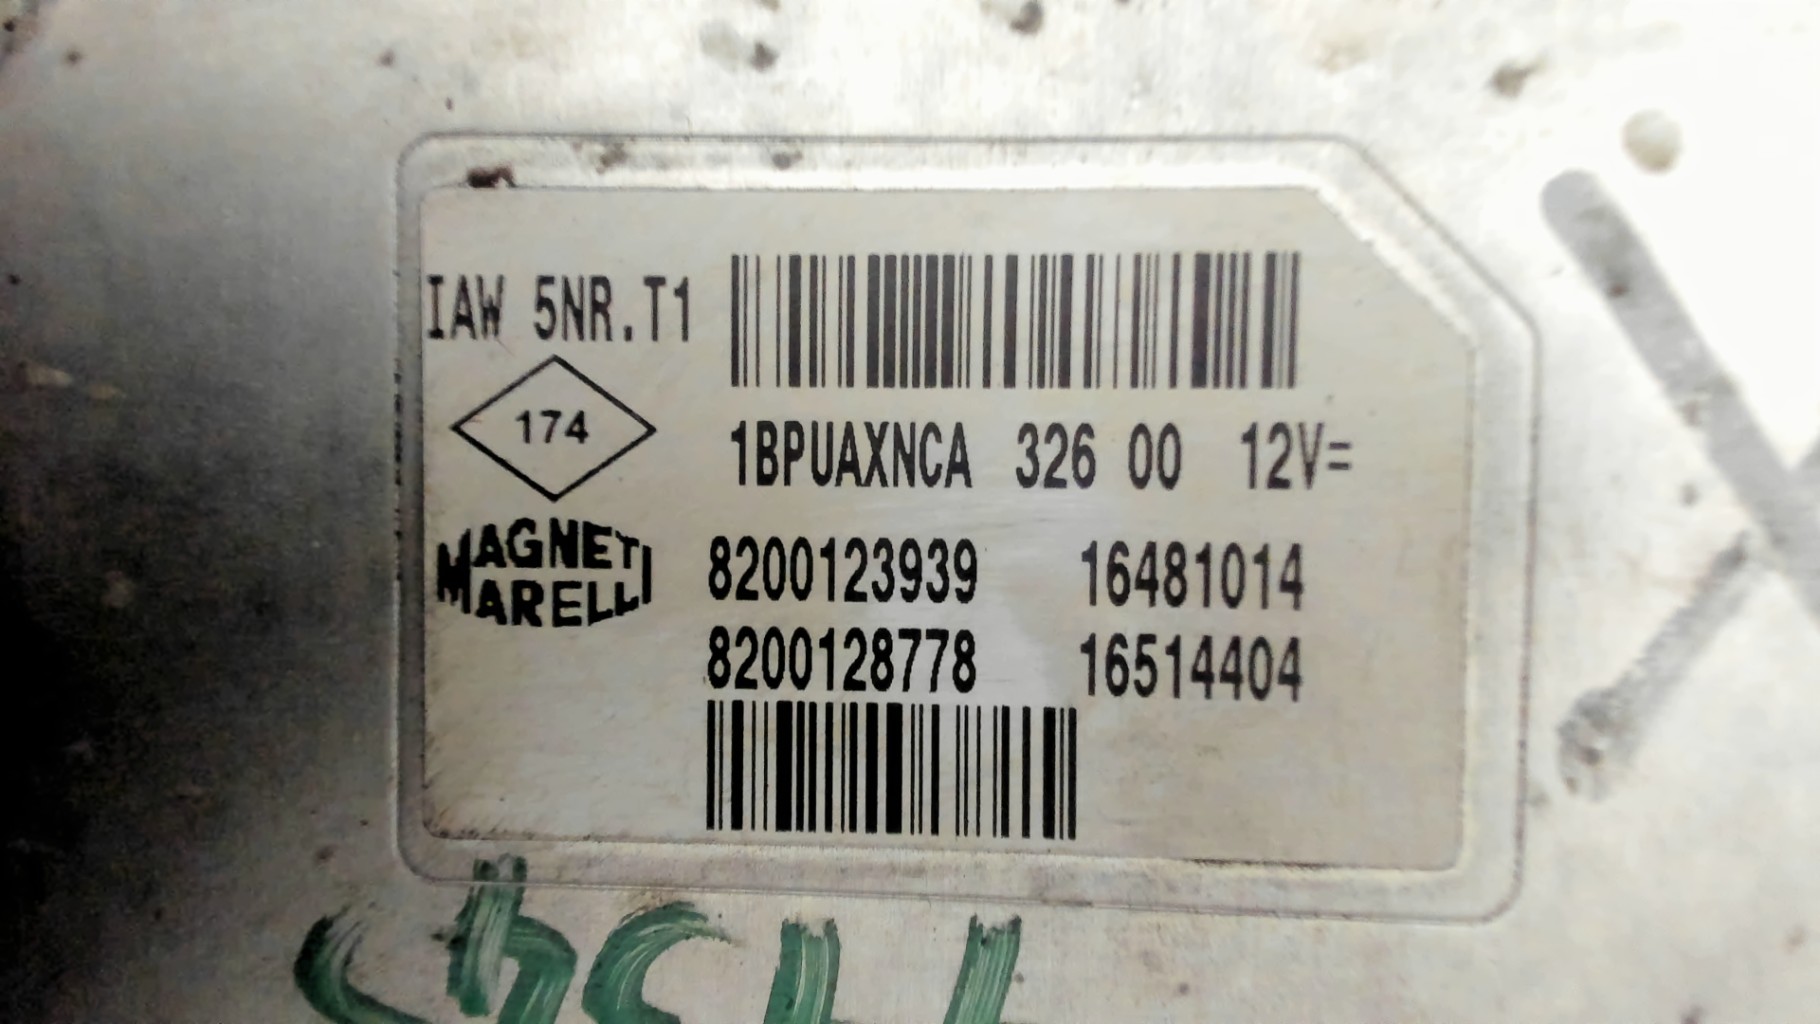 IAW 5NR.T1
174
1BPUAXNCA 326 00 12V=
MAGNETI
MARELLI
8200123939 16481014
8200128778 16514404